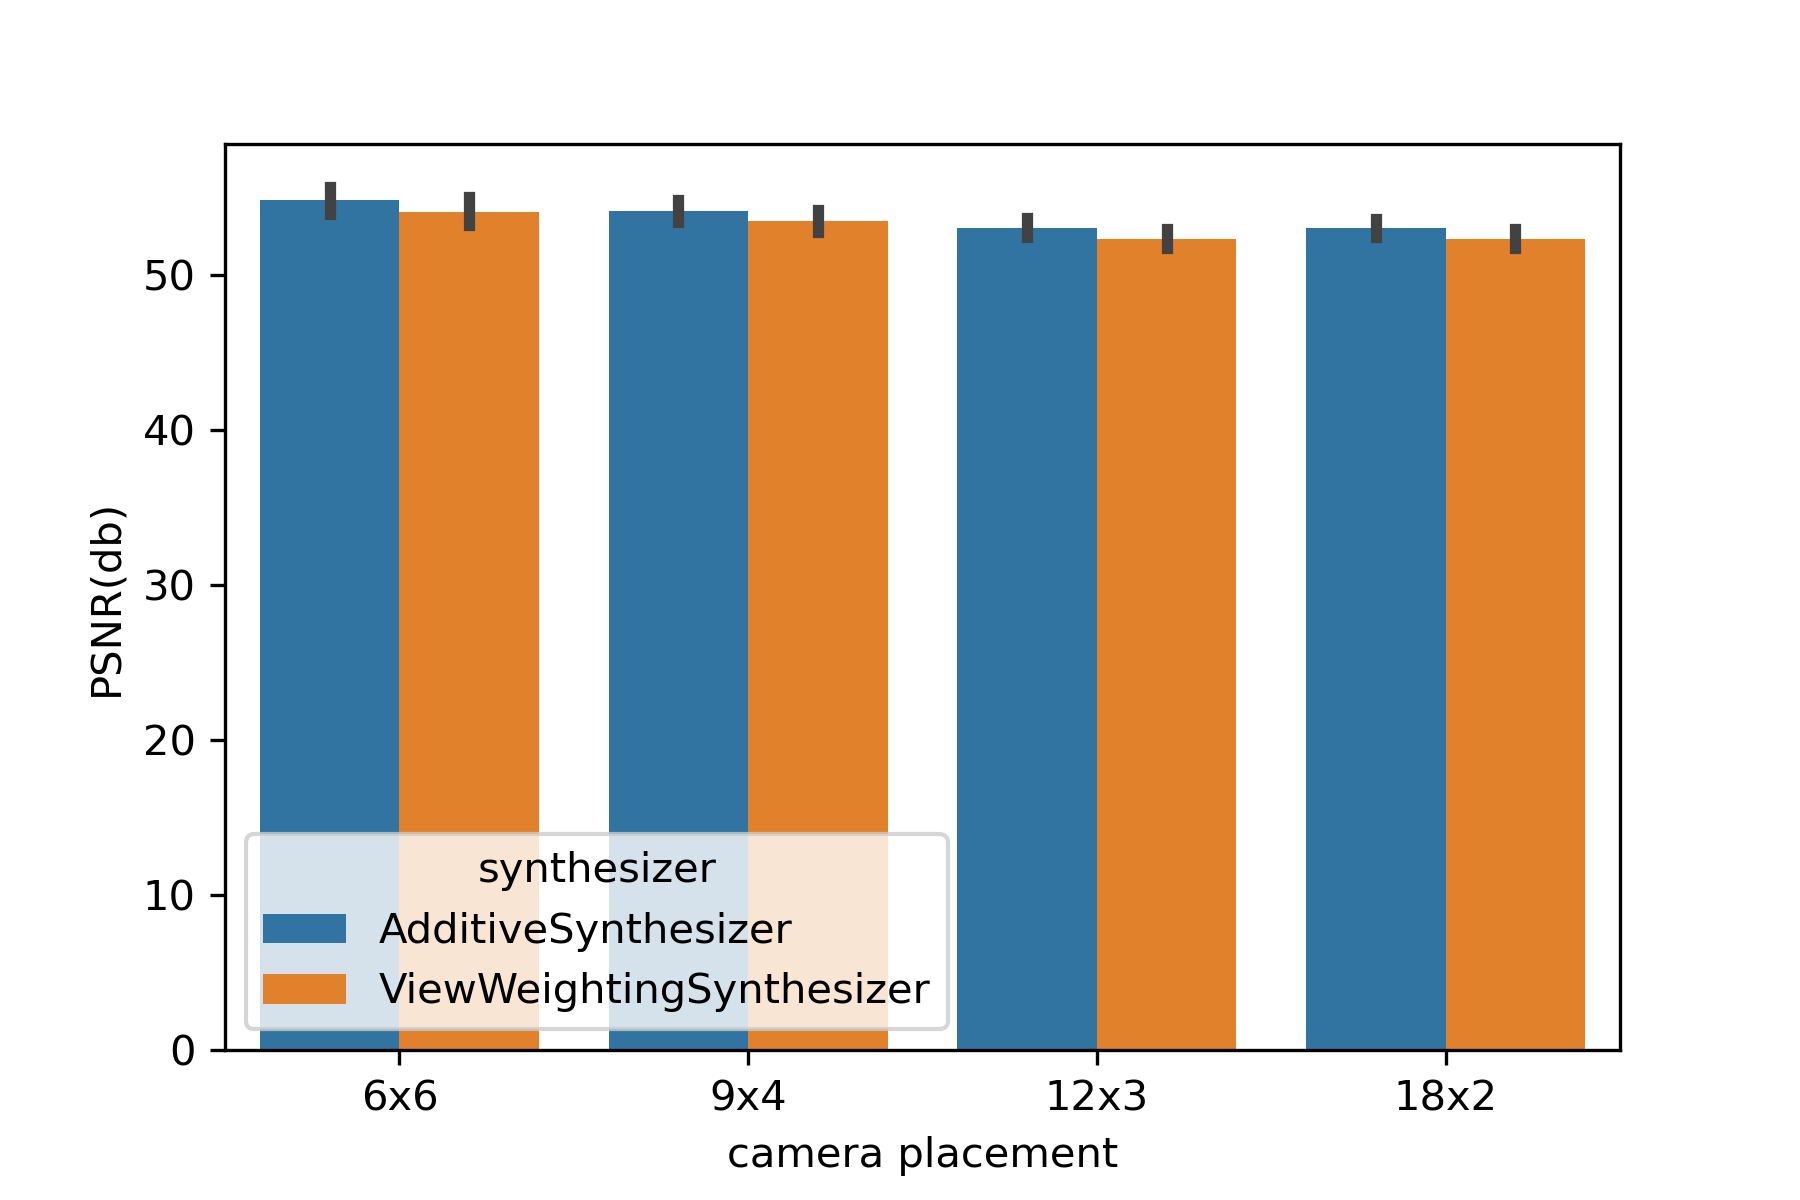 PSNR(db)
50
40
30
20
10
0
synthesizer
AdditiveSynthesizer
ViewWeightingSynthesizer
6x6 9x4 12x3 18x2
camera placement